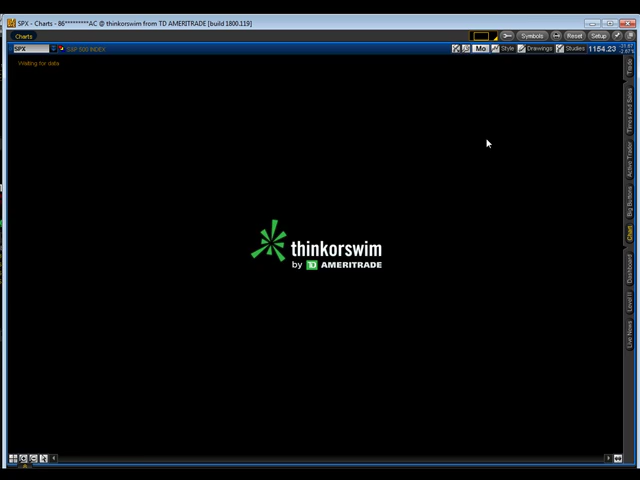 SPX - Charts - 86*********AC @ thinkorswim from TD AMERITRADE [build 1800.119]
Charts
Symbols
Reset
Setup
SPX
S&P 500 INDEX
Mo
Style
Drawings
Studies
1154.23
Waiting for data
Trade
Times And Sales
Active Trader
Big Buttons
Chart
Dashboard
Level II
Live News
thinkorswim
by TD AMERITRADE